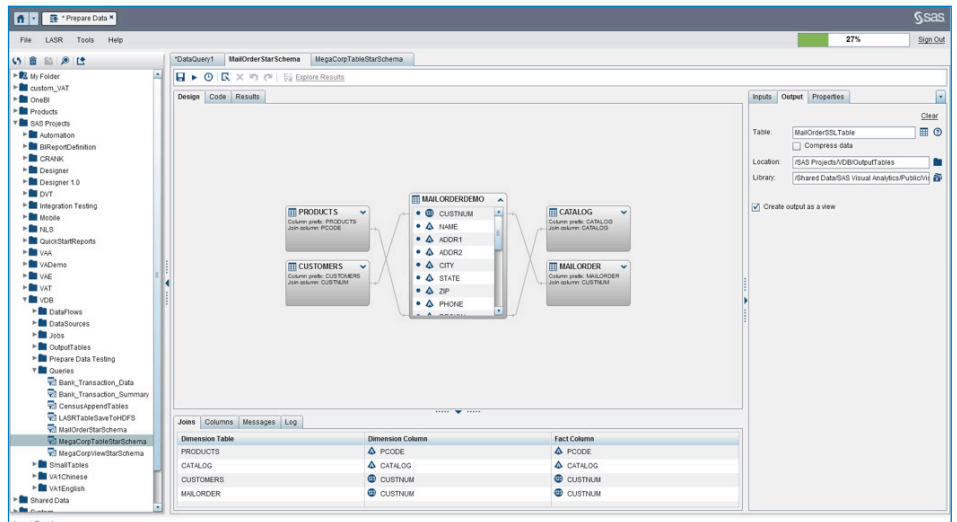 * Prepare Data
sas
File LASR Tools Help
27%
Sign Out
My Folder
custom_VAT
OneBI
Products
SAS Projects
Automation
BIReportDefinition
CRANK
Designer
Designer 1.0
DVT
Integration Testing
Mobile
NLS
QuickStartReports
VAA
VADemo
VAE
VAT
VDB
DataFlows
DataSources
Jobs
OutputTables
Prepare Data Testing
Queries
Bank_Transaction_Data
Bank_Transaction_Summary
CensusAppendTables
LASRTableSaveToHDFS
MailOrderStarSchema
MegaCorpTableStarSchema
MegaCorpViewStarSchema
SmallTables
VA1Chinese
VA1English
Shared Data
System
*DataQuery1 MailOrderStarSchema MegaCorpTableStarSchema
Explore Results
Design Code Results
PRODUCTS
Column prefix: PRODUCTS
Join column: PCODE
CUSTOMERS
Column prefix: CUSTOMERS
Join column: CUSTNUM
MAILORDERDEMO
CUSTNUM
NAME
ADDR1
ADDR2
CITY
STATE
ZIP
PHONE
CATALOG
Column prefix: CATALOG
Join column: CATALOG
MAILORDER
Column prefix: MAILORDER
Join column: CUSTNUM
Inputs Output Properties
Clear
Table: MailOrderSSLTable
Compress data
Location: /SAS Projects/VDB/OutputTables
Library: /Shared Data/SAS Visual Analytics/Public/Vi
Create output as a view
Joins Columns Messages Log
Dimension Table Dimension Column Fact Column
PRODUCTS PCODE PCODE
CATALOG CATALOG CATALOG
CUSTOMERS CUSTNUM CUSTNUM
MAILORDER CUSTNUM CUSTNUM